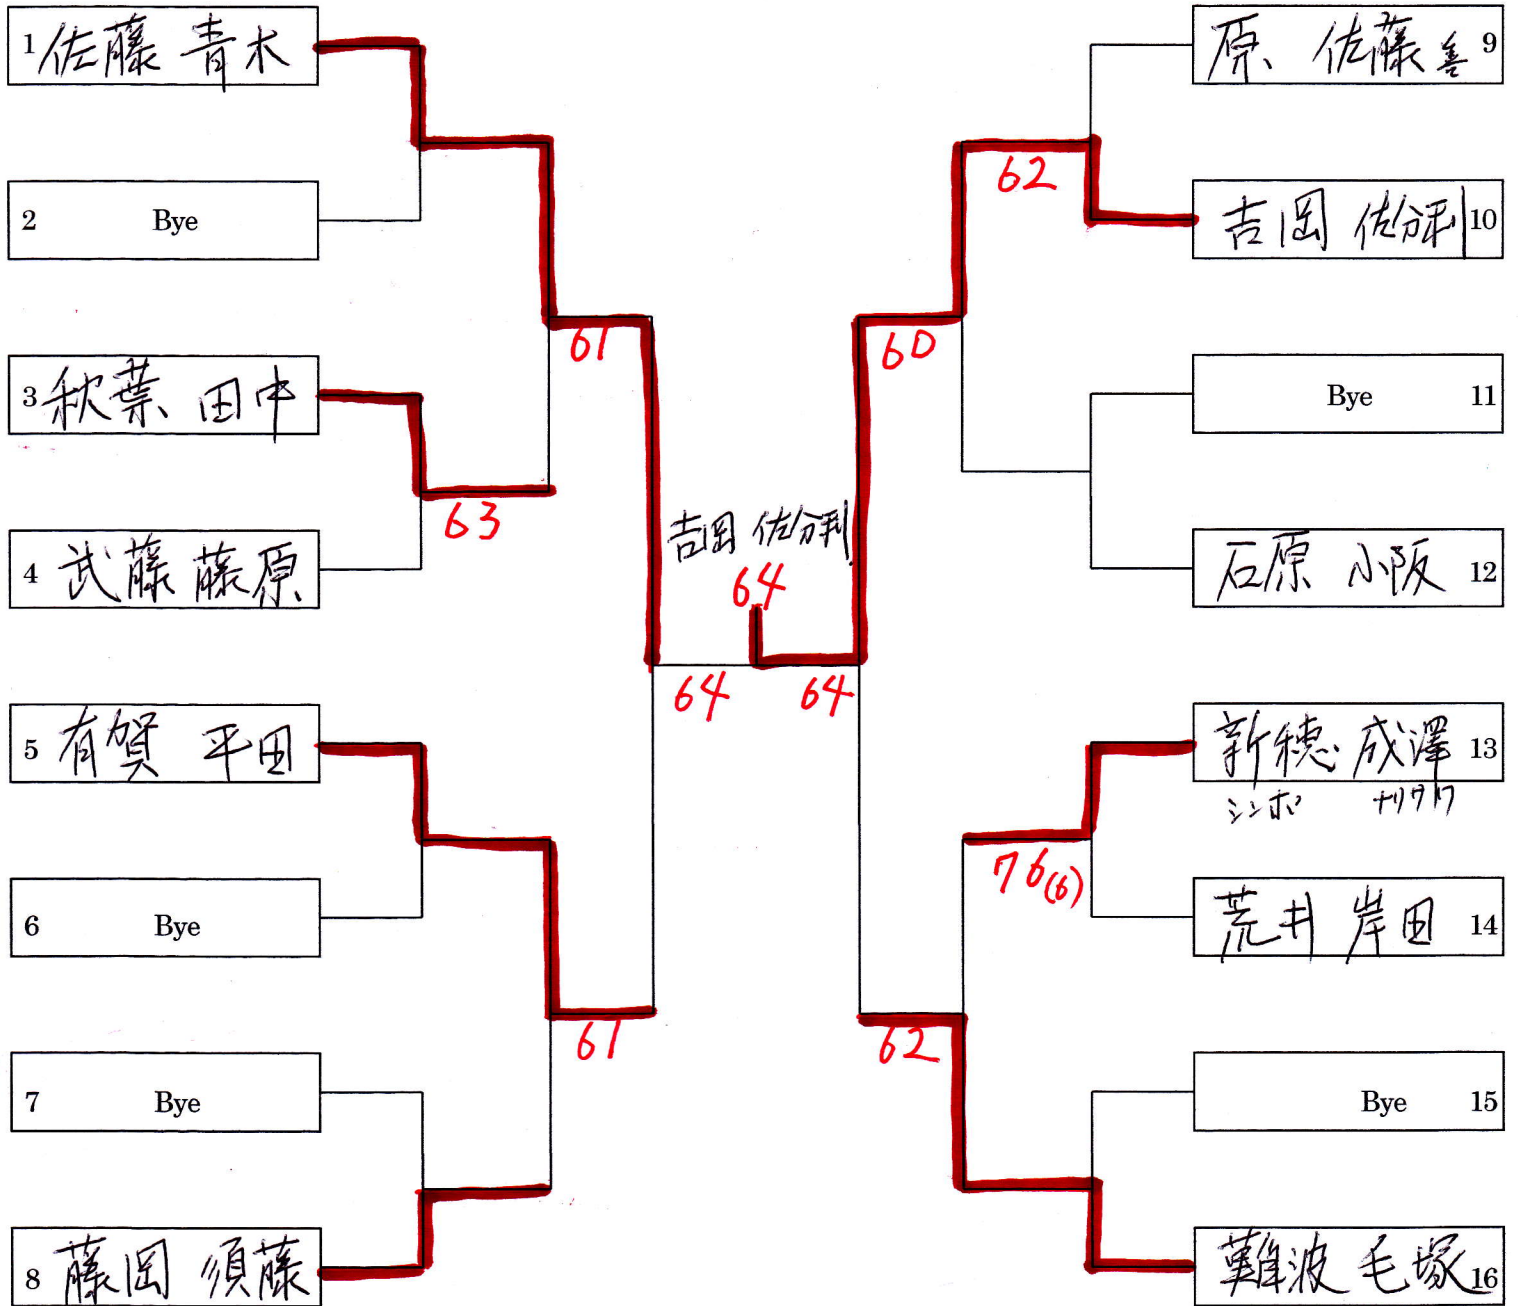 1 佐藤 青木
2 Bye
3 秋葉 田中
4 武藤 藤原
5 有賀 平田
6 Bye
7 Bye
8 藤岡 須藤
61
63
61
吉岡 佐分利
64
64
64
62
60
76(6)
62
原 佐藤善 9
吉岡 佐分利 10
Bye 11
石原 小阪 12
新穂 成澤 13
シンボ ナリサワ
荒井 岸田 14
Bye 15
難波 毛塚 16